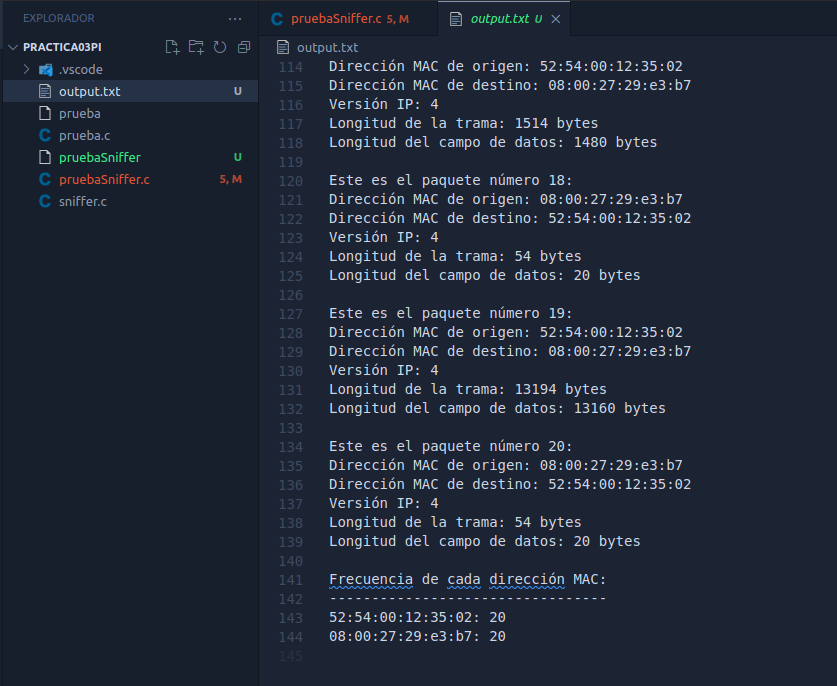 EXPLORADOR
PRACTICA03PI
.vscode
output.txt U
prueba
prueba.c
pruebaSniffer U
pruebaSniffer.c 5, M
sniffer.c
pruebaSniffer.c 5, M
output.txt U
output.txt
114 Dirección MAC de origen: 52:54:00:12:35:02
115 Dirección MAC de destino: 08:00:27:29:e3:b7
116 Versión IP: 4
117 Longitud de la trama: 1514 bytes
118 Longitud del campo de datos: 1480 bytes
119
120 Este es el paquete número 18:
121 Dirección MAC de origen: 08:00:27:29:e3:b7
122 Dirección MAC de destino: 52:54:00:12:35:02
123 Versión IP: 4
124 Longitud de la trama: 54 bytes
125 Longitud del campo de datos: 20 bytes
126
127 Este es el paquete número 19:
128 Dirección MAC de origen: 52:54:00:12:35:02
129 Dirección MAC de destino: 08:00:27:29:e3:b7
130 Versión IP: 4
131 Longitud de la trama: 13194 bytes
132 Longitud del campo de datos: 13160 bytes
133
134 Este es el paquete número 20:
135 Dirección MAC de origen: 08:00:27:29:e3:b7
136 Dirección MAC de destino: 52:54:00:12:35:02
137 Versión IP: 4
138 Longitud de la trama: 54 bytes
139 Longitud del campo de datos: 20 bytes
140
141 Frecuencia de cada dirección MAC:
142 ---------------------------------
143 52:54:00:12:35:02: 20
144 08:00:27:29:e3:b7: 20
145